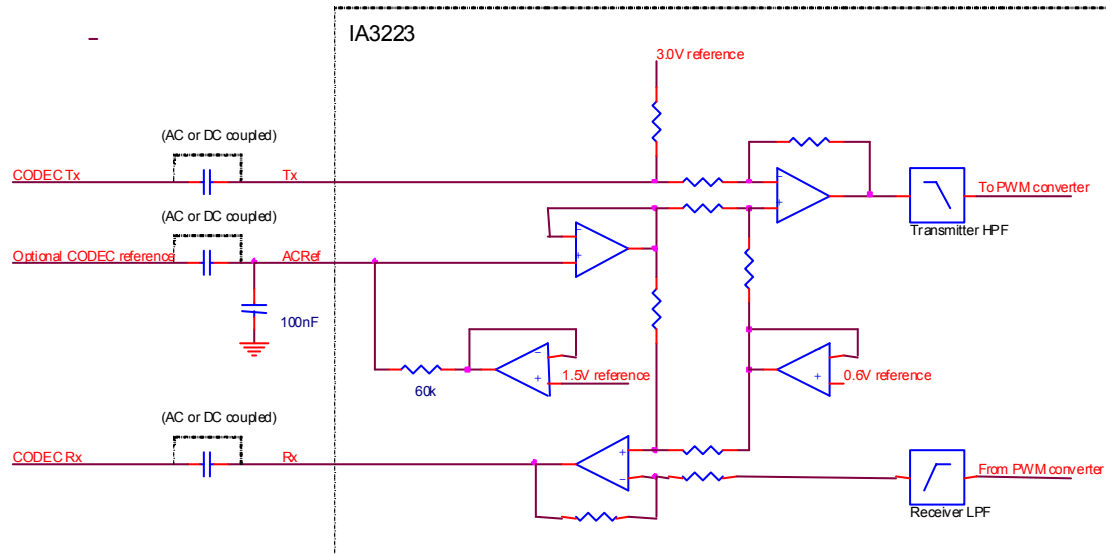 IA3223
3.0V reference
(AC or DC coupled)
CODEC Tx
Tx
To PWM converter
Transmitter HPF
(AC or DC coupled)
Optional CODEC reference
ACRef
100nF
1.5V reference
0.6V reference
60k
(AC or DC coupled)
CODEC Rx
Rx
From PWM converter
Receiver LPF